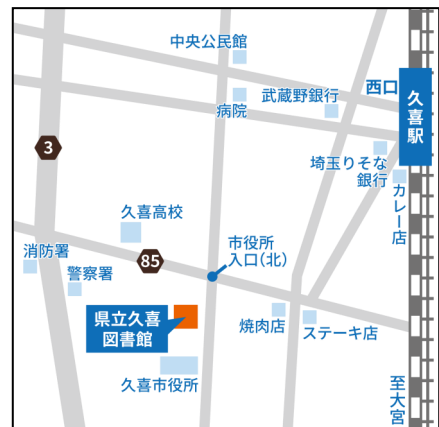 中央公民館
西口
久喜駅
武蔵野銀行
病院
3
埼玉りそな
銀行
カレー店
久喜高校
市役所
入口(北)
消防署
85
警察署
県立久喜
図書館
焼肉店
ステーキ店
久喜市役所
至大宮